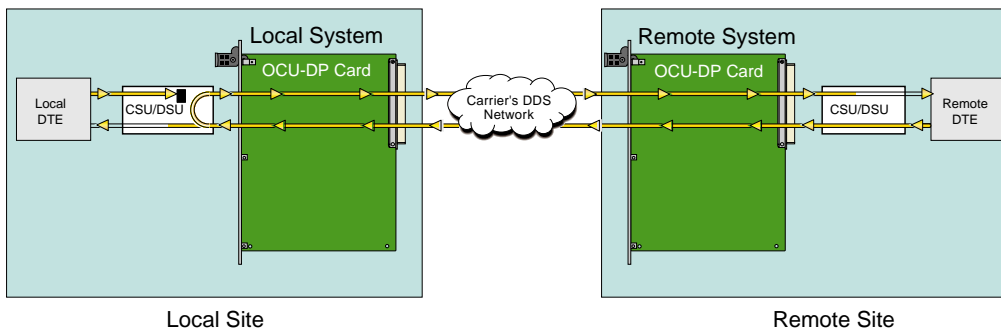 Local System
Remote System
OCU-DP Card
OCU-DP Card
Local
DTE
CSU/DSU
Carrier's DDS
Network
CSU/DSU
Remote
DTE
Local Site
Remote Site